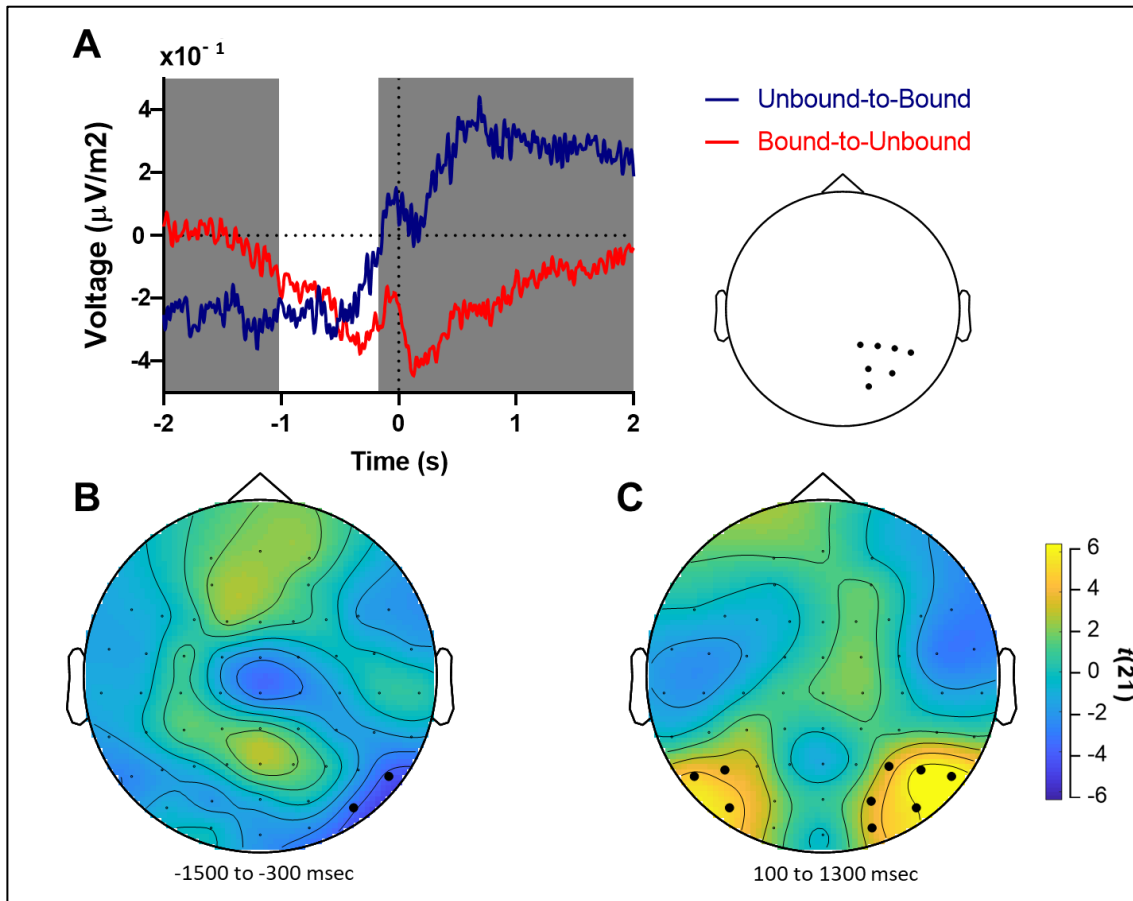 A
x10⁻¹
Voltage (μV/m2)
4
2
0
-2
-4
-2
-1
0
1
2
Time (s)
Unbound-to-Bound
Bound-to-Unbound
B
-1500 to -300 msec
C
100 to 1300 msec
6
4
2
0
-2
-4
-6
t(21)